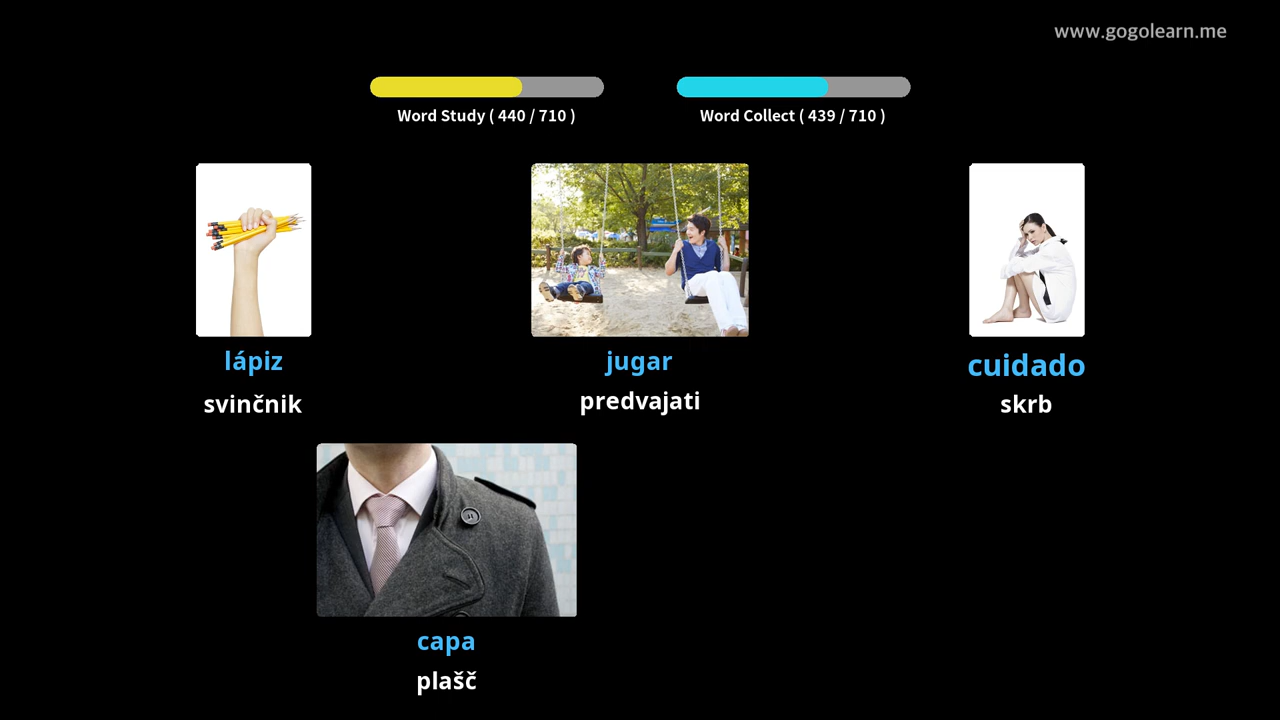 www.gogolearn.me
Word Study ( 440 / 710 )
Word Collect ( 439 / 710 )
lápiz
svinčnik
jugar
predvajati
cuidado
skrb
capa
plašč